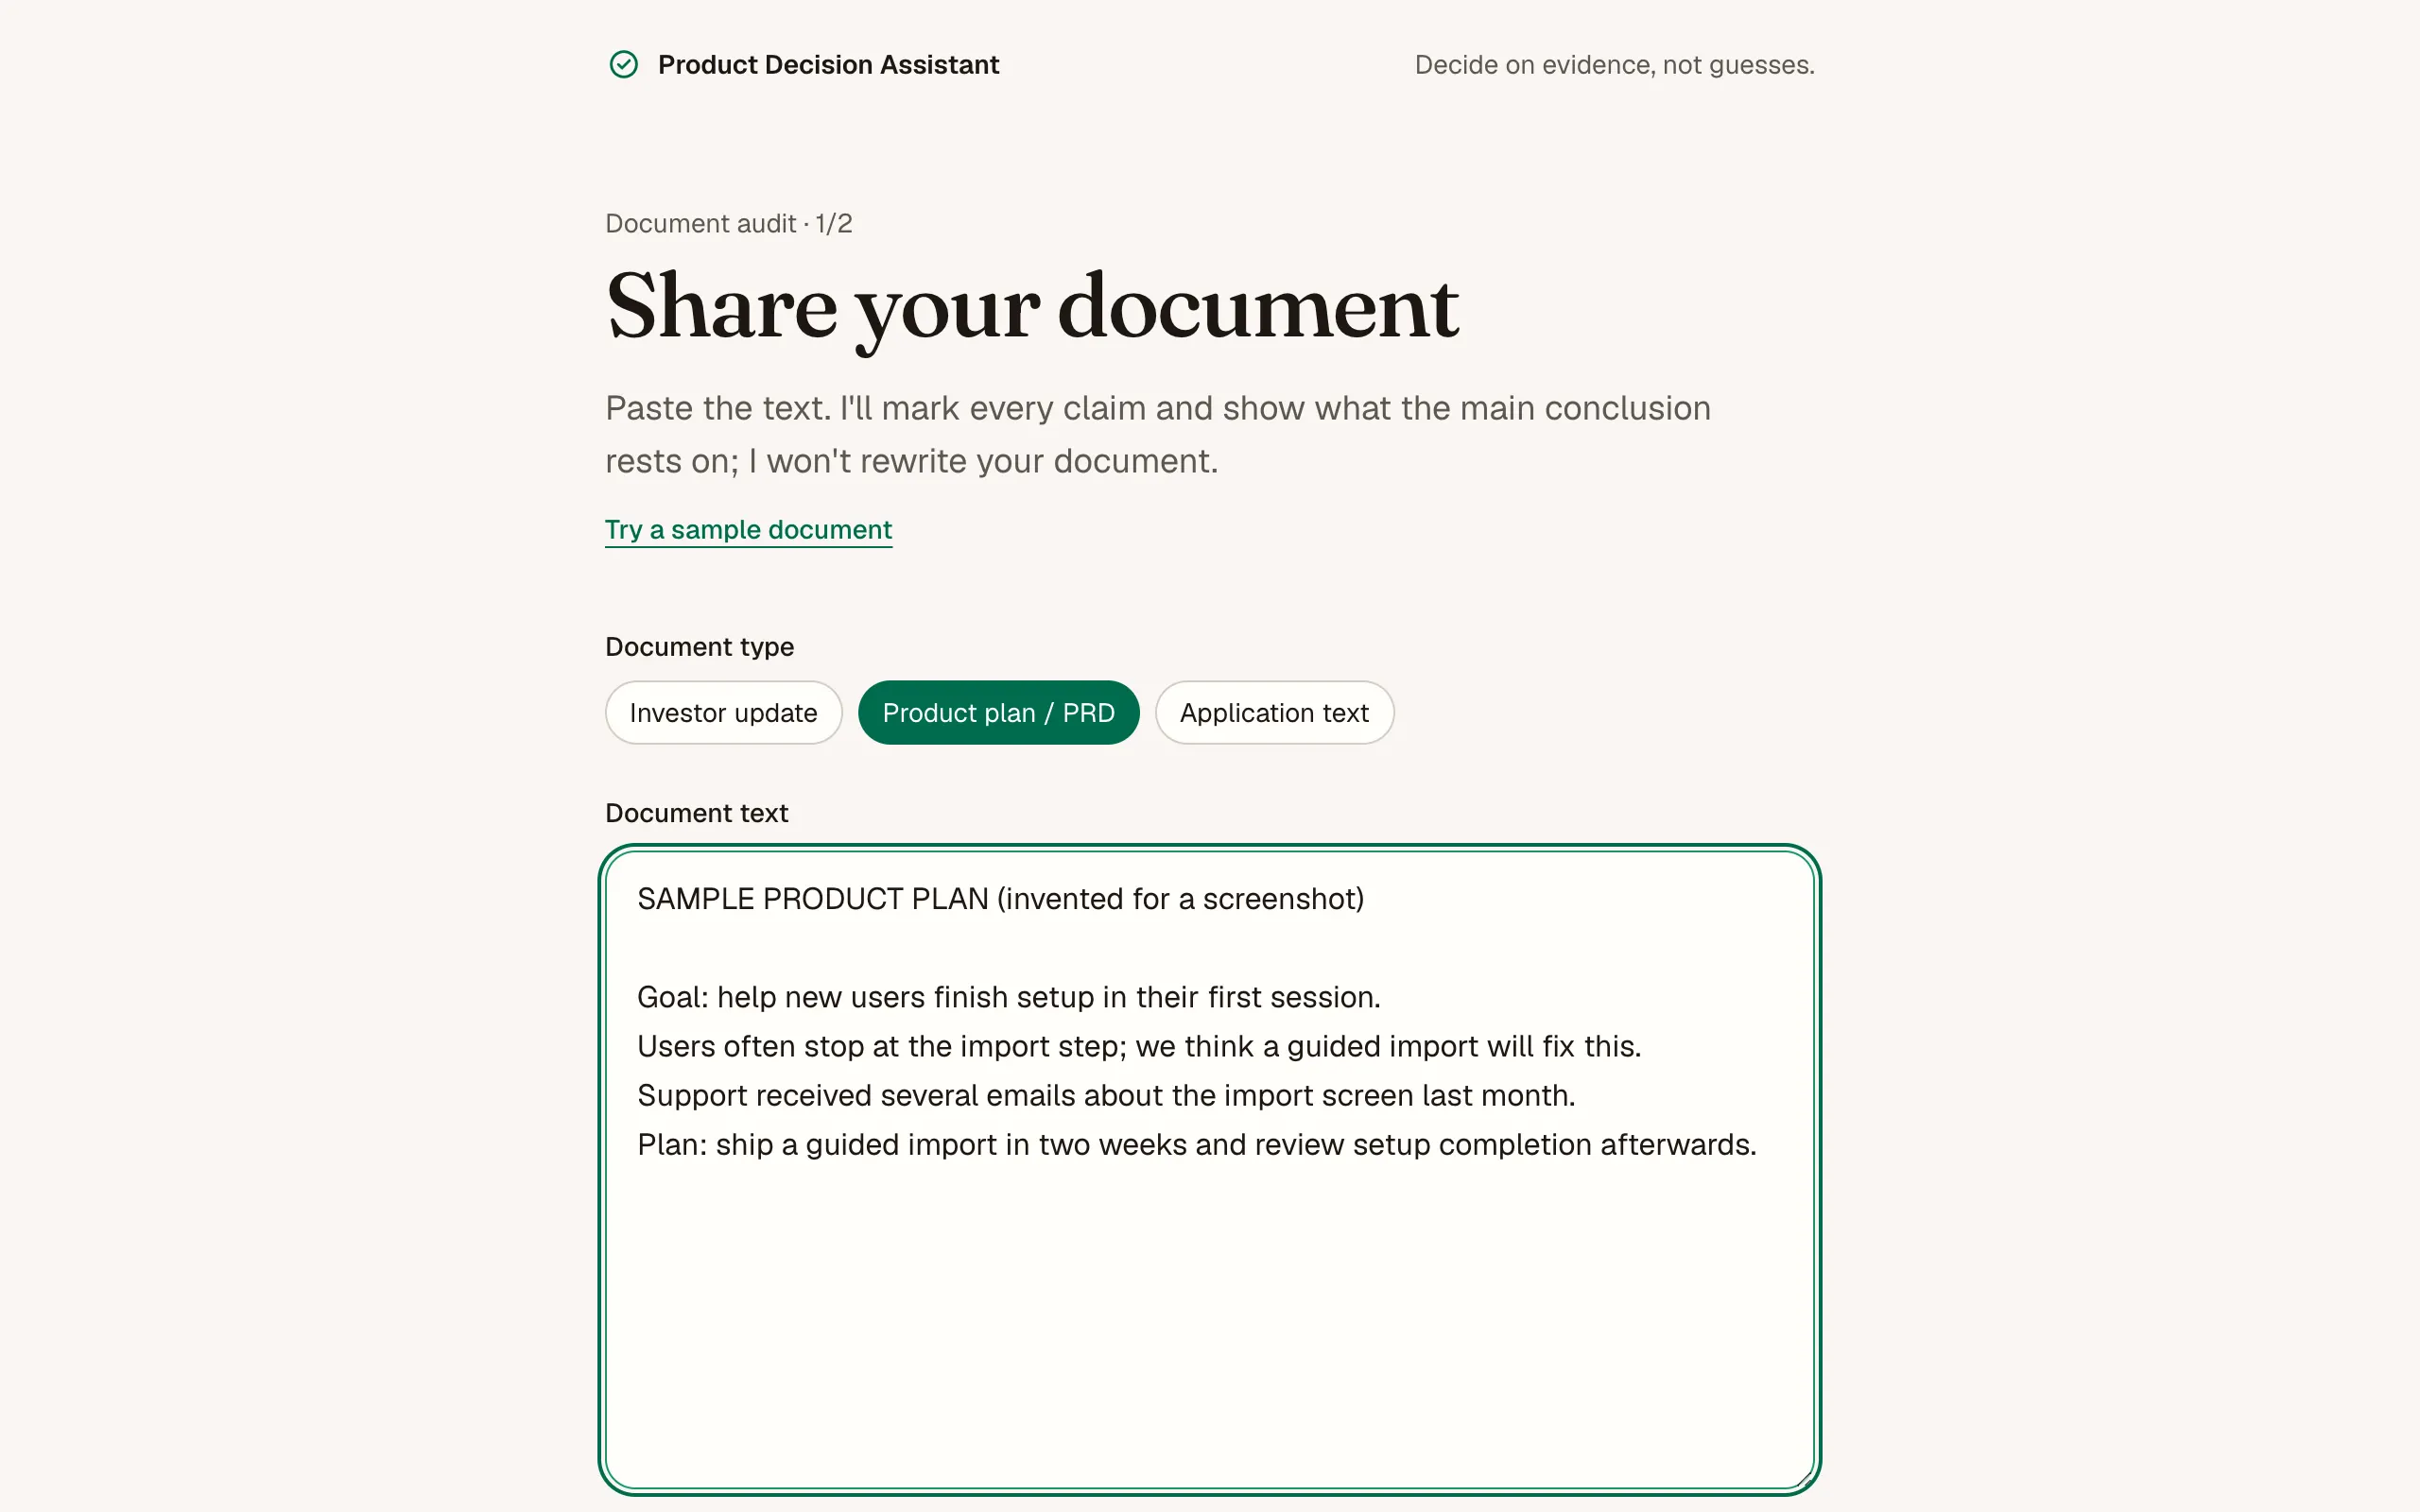 Product Decision Assistant
Decide on evidence, not guesses.
Document audit · 1/2
Share your document
Paste the text. I'll mark every claim and show what the main conclusion
rests on; I won't rewrite your document.
Try a sample document
Document type
Investor update
Product plan / PRD
Application text
Document text
SAMPLE PRODUCT PLAN (invented for a screenshot)
Goal: help new users finish setup in their first session.
Users often stop at the import step; we think a guided import will fix this.
Support received several emails about the import screen last month.
Plan: ship a guided import in two weeks and review setup completion afterwards.